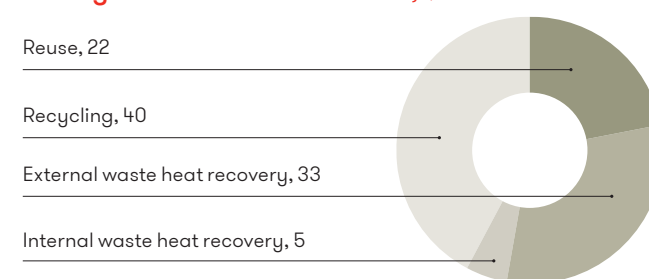 Reuse, 22
Recycling, 40
External waste heat recovery, 33
Internal waste heat recovery, 5